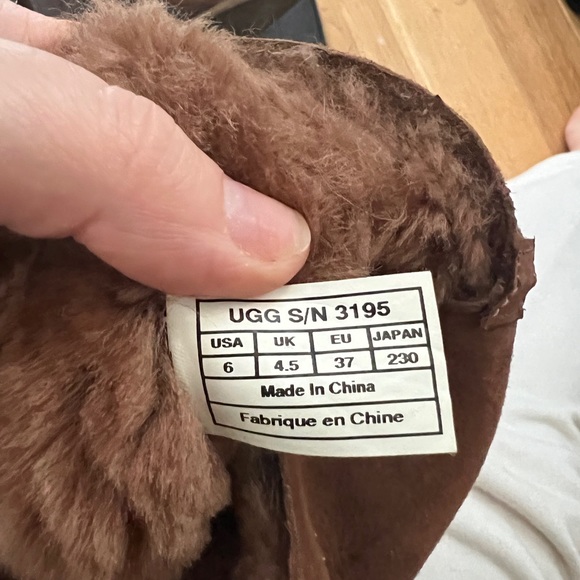 UGG S/N 3195
USA UK EU JAPAN
6 4.5 37 230
Made In China
Fabrique en Chine